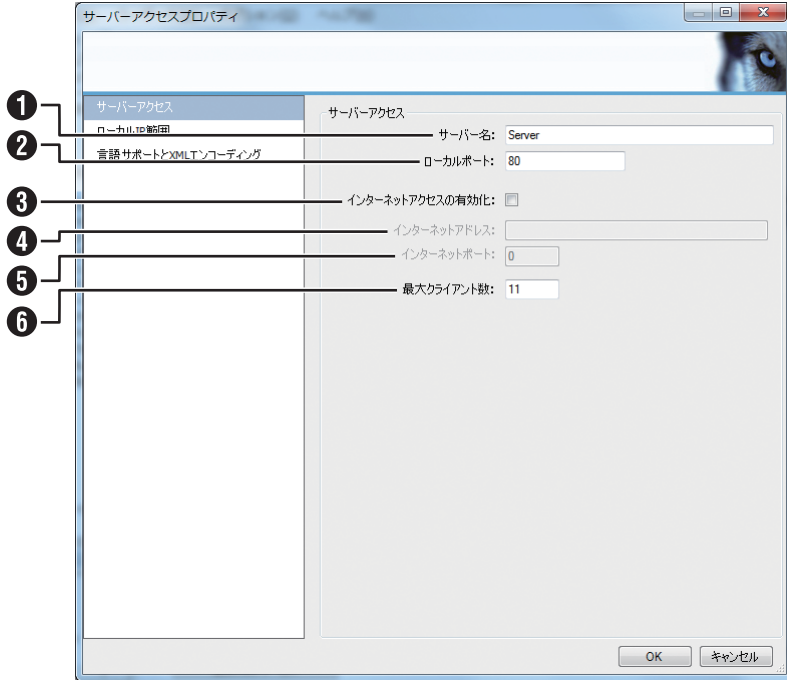 サーバーアクセスプロパティ
サーバーアクセス
ローカルIP範囲
言語サポートとXMLエンコーディング
サーバーアクセス
❶
サーバー名: Server
❷
ローカルポート: 80
❸
インターネットアクセスの有効化:
❹
インターネットアドレス:
❺
インターネットポート: 0
❻
最大クライアント数: 11
OK キャンセル